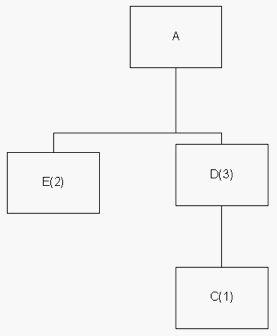 A
E(2)
D(3)
C(1)